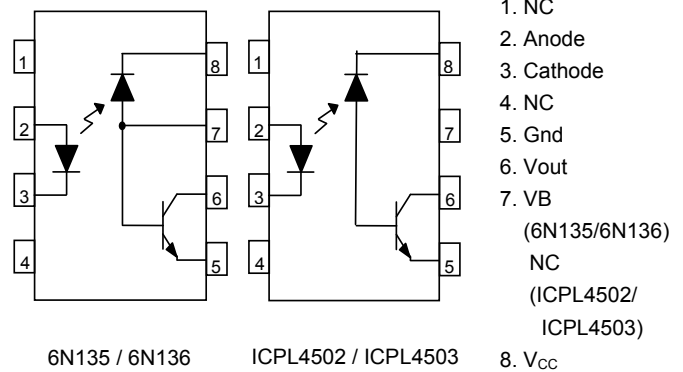 1
2
3
4
8
7
6
5
6N135 / 6N136
1
2
3
4
8
7
6
5
ICPL4502 / ICPL4503
1. NC
2. Anode
3. Cathode
4. NC
5. Gnd
6. Vout
7. VB
(6N135/6N136)
NC
(ICPL4502/
ICPL4503)
8. VCC